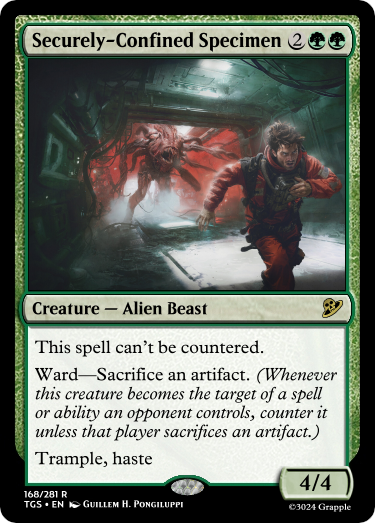 Securely-Confined Specimen 2
Creature — Alien Beast
This spell can't be countered.
Ward—Sacrifice an artifact. (Whenever
this creature becomes the target of a spell
or ability an opponent controls, counter it
unless that player sacrifices an artifact.)
Trample, haste
4/4
168/281 R
TGS • EN Guillem H. Pongiluppi
©3024 Grapple